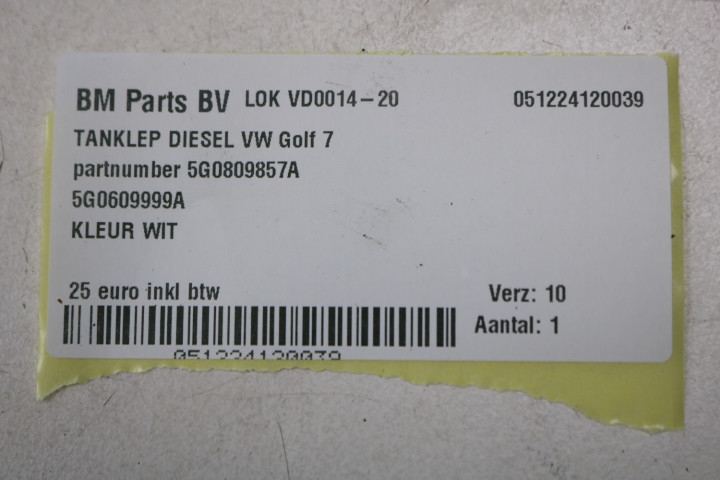 BM Parts BV LOK VD0014-20 051224120039
TANKLEP DIESEL VW Golf 7
partnumber 5G0809857A
5G0609999A
KLEUR WIT
25 euro inkl btw Verz: 10
Aantal: 1
051224120039